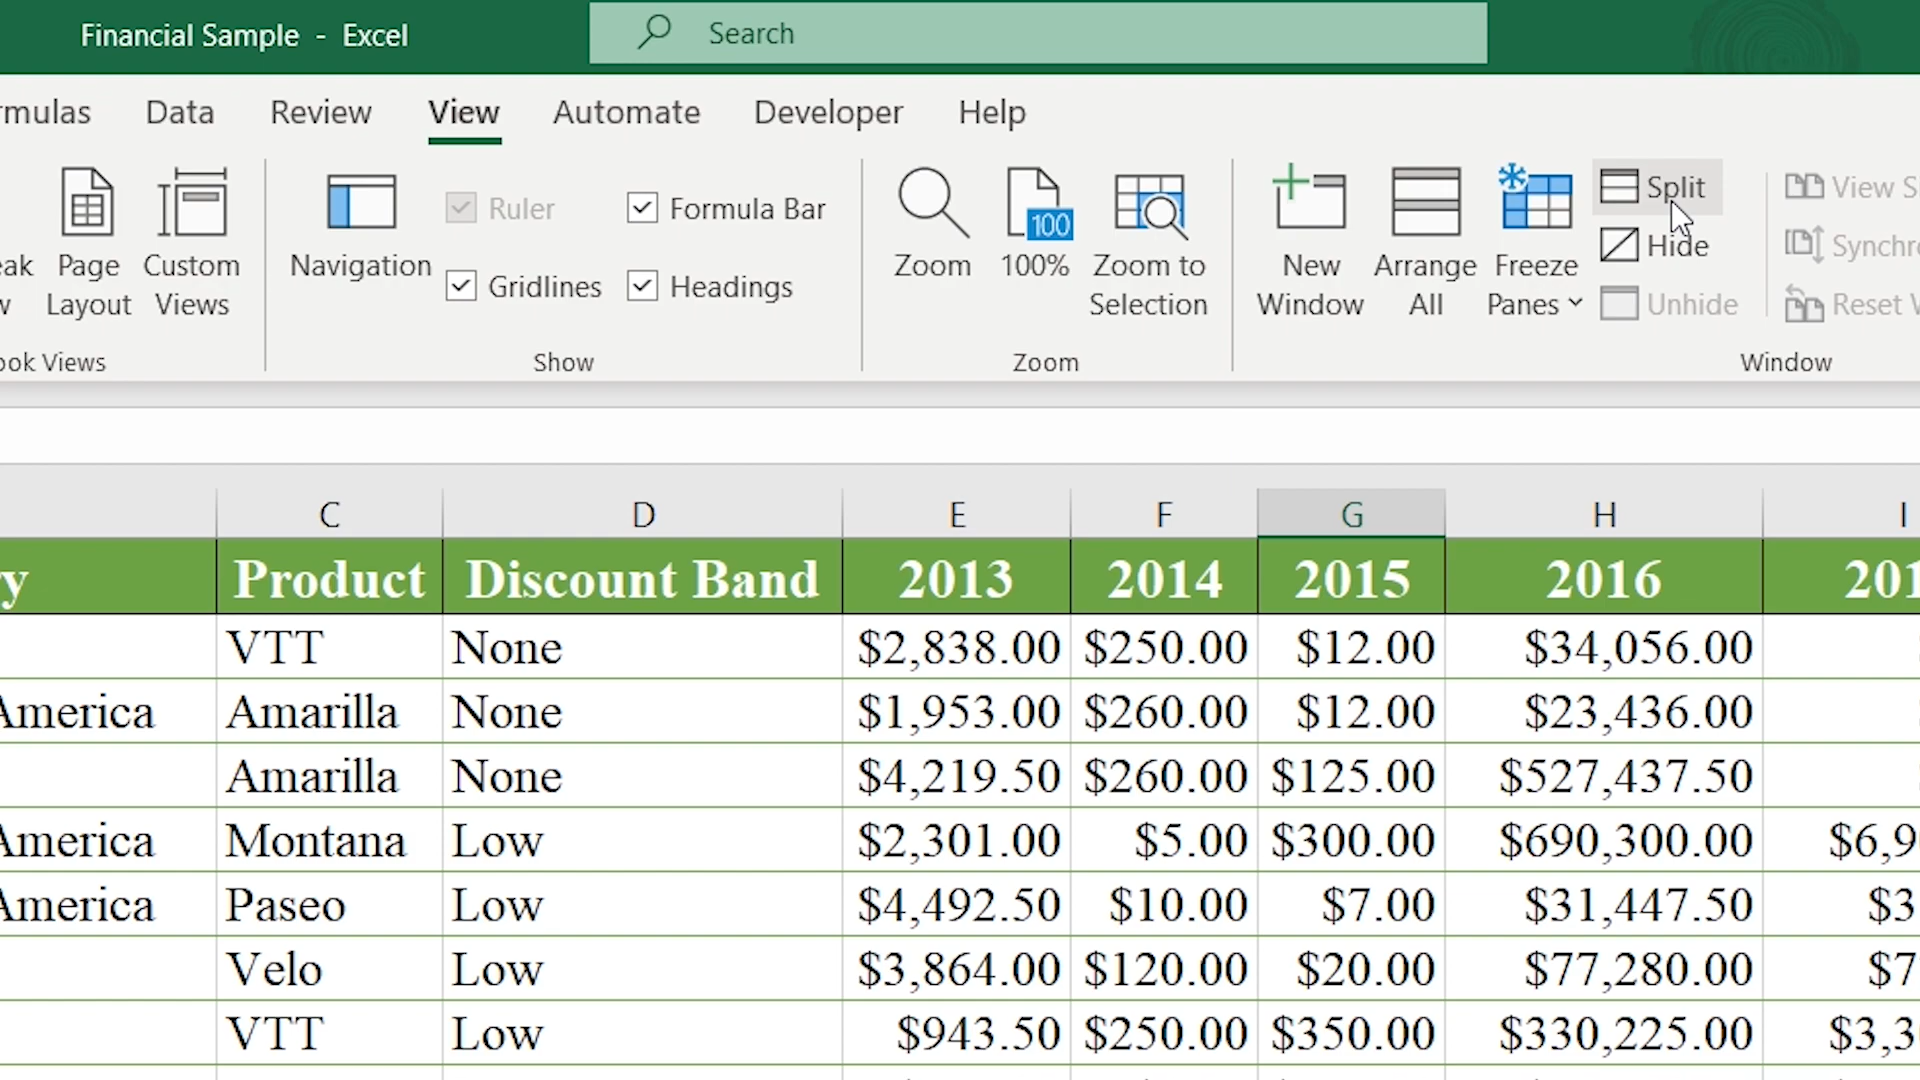 Financial Sample - Excel
Search
rmulas Data Review View Automate Developer Help
Page Layout
Custom Views
Navigation
Ruler
Formula Bar
Gridlines
Headings
Zoom
100
100%
Zoom to Selection
New Window
Arrange All
Freeze Panes
Split
Hide
Unhide
View S
Synchr
Reset
ook Views
Show
Zoom
Window
C D E F G H I
y Product Discount Band 2013 2014 2015 2016 201
VTT None $2,838.00 $250.00 $12.00 $34,056.00
America Amarilla None $1,953.00 $260.00 $12.00 $23,436.00
Amarilla None $4,219.50 $260.00 $125.00 $527,437.50
America Montana Low $2,301.00 $5.00 $300.00 $690,300.00 $6,9
America Paseo Low $4,492.50 $10.00 $7.00 $31,447.50 $3
Velo Low $3,864.00 $120.00 $20.00 $77,280.00 $7
VTT Low $943.50 $250.00 $350.00 $330,225.00 $3,3